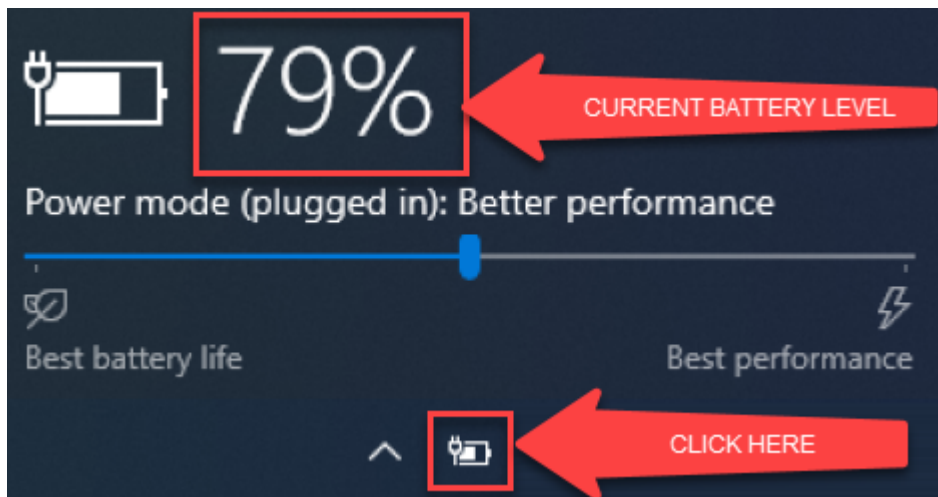 79%
CURRENT BATTERY LEVEL
Power mode (plugged in): Better performance
Best battery life
Best performance
CLICK HERE